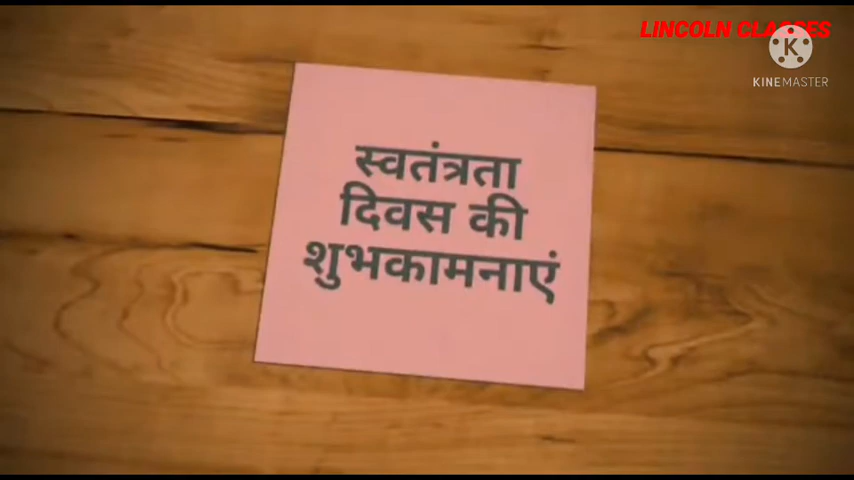 LINCOLN CLASSES
KINEMASTER
स्वतंत्रता
दिवस की
शुभकामनाएं